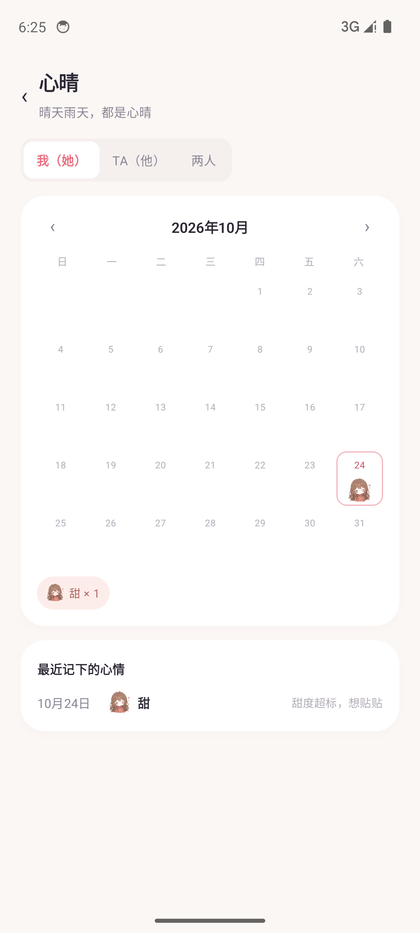 6:25 3G
心晴
晴天雨天，都是心晴
我（她） TA（他） 两人
‹ 2026年10月 ›
日 一 二 三 四 五 六
1 2 3
4 5 6 7 8 9 10
11 12 13 14 15 16 17
18 19 20 21 22 23 24
25 26 27 28 29 30 31
甜 × 1
最近记下的心情
10月24日 甜 甜度超标，想贴贴